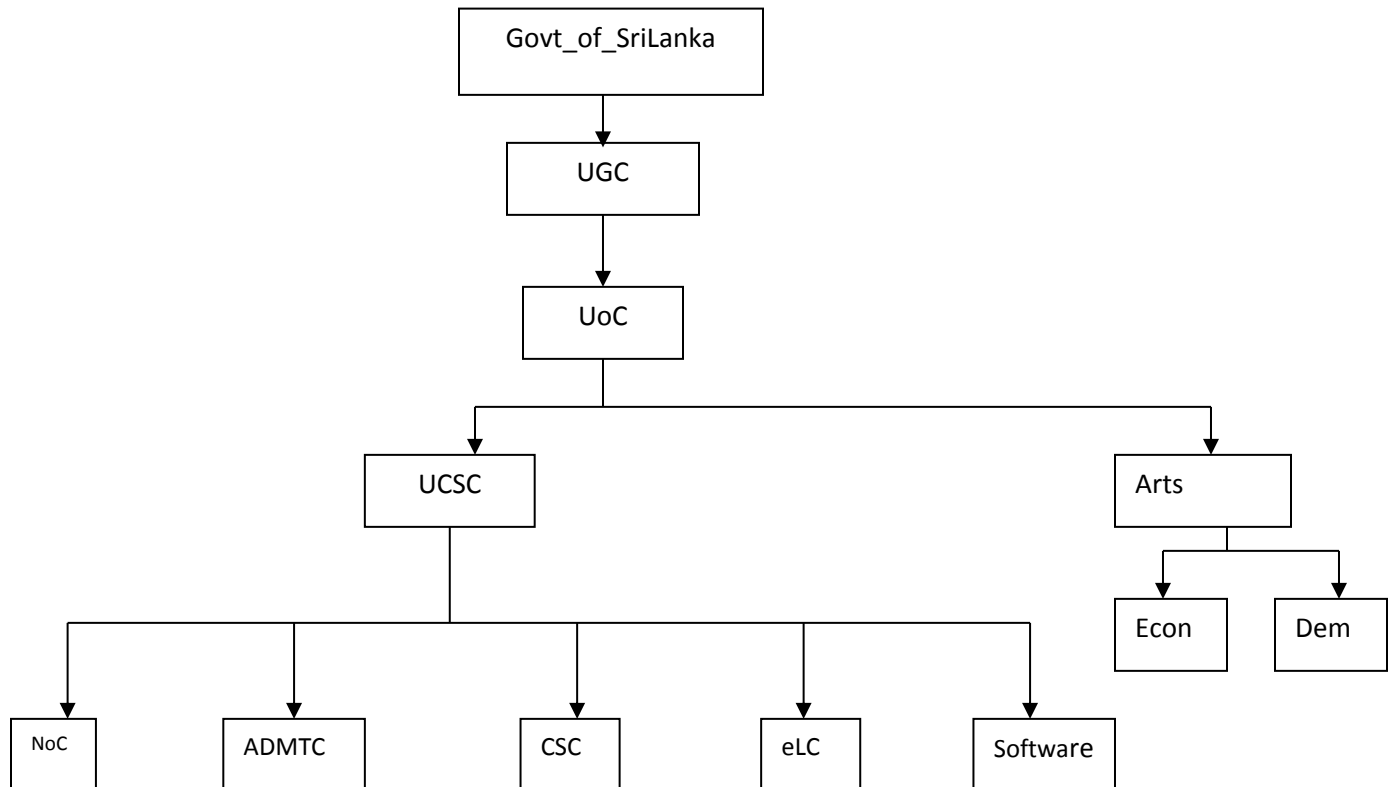 Govt_of_SriLanka
UGC
UoC
UCSC
Arts
Econ
Dem
NoC
ADMTC
CSC
eLC
Software